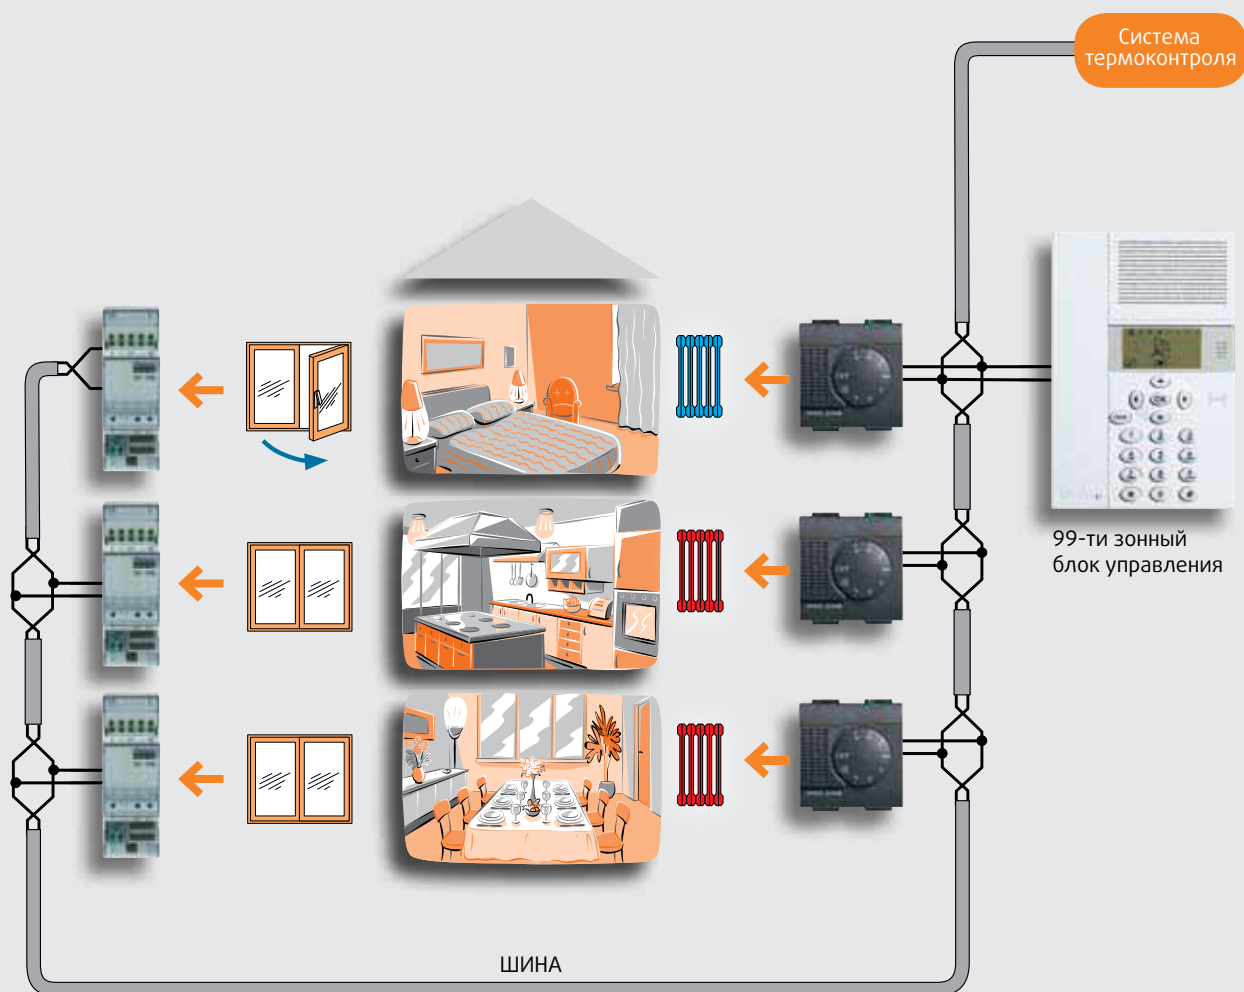 Система
термоконтроля
99-ти зонный
блок управления
ШИНА